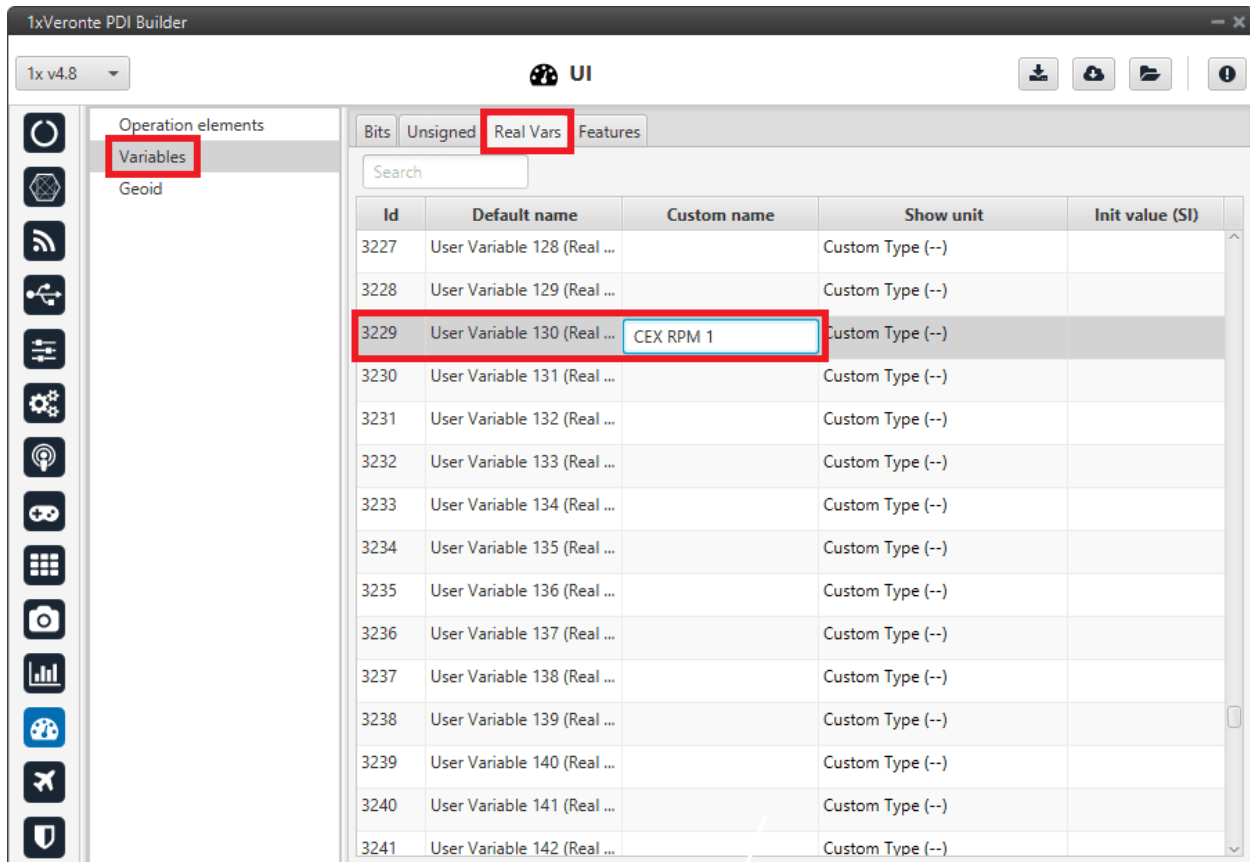 1xVeronte PDI Builder
1x v4.8
UI
Operation elements
Variables
Geoid
Bits Unsigned Real Vars Features
Search
Id Default name Custom name Show unit Init value (SI)
3227 User Variable 128 (Real ... Custom Type (--)
3228 User Variable 129 (Real ... Custom Type (--)
3229 User Variable 130 (Real ... CEX RPM 1 Custom Type (--)
3230 User Variable 131 (Real ... Custom Type (--)
3231 User Variable 132 (Real ... Custom Type (--)
3232 User Variable 133 (Real ... Custom Type (--)
3233 User Variable 134 (Real ... Custom Type (--)
3234 User Variable 135 (Real ... Custom Type (--)
3235 User Variable 136 (Real ... Custom Type (--)
3236 User Variable 137 (Real ... Custom Type (--)
3237 User Variable 138 (Real ... Custom Type (--)
3238 User Variable 139 (Real ... Custom Type (--)
3239 User Variable 140 (Real ... Custom Type (--)
3240 User Variable 141 (Real ... Custom Type (--)
3241 User Variable 142 (Real ... Custom Type (--)